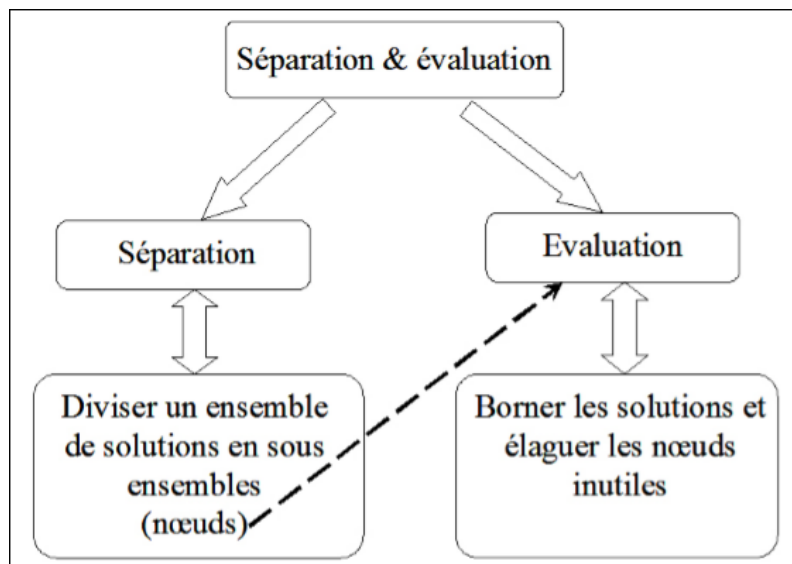 Séparation & évaluation
Séparation
Evaluation
Diviser un ensemble
de solutions en sous
ensembles
(nœuds)
Borner les solutions et
élaguer les nœuds
inutiles